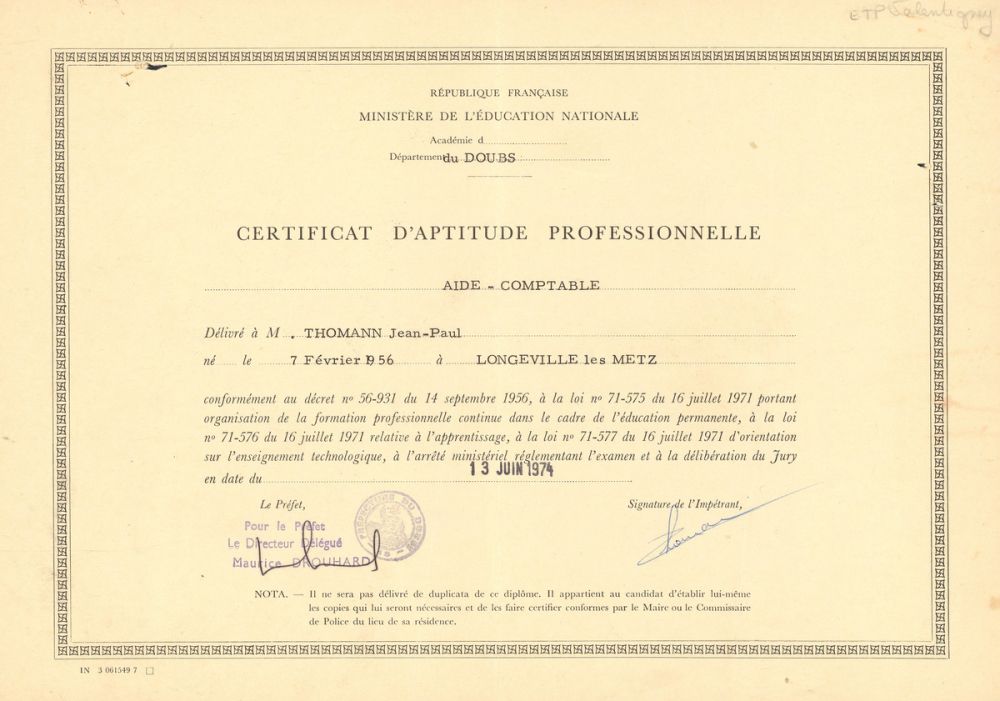 ETP Valentigney
RÉPUBLIQUE FRANÇAISE
MINISTÈRE DE L'ÉDUCATION NATIONALE
Académie d
Département du DOUBS
CERTIFICAT D'APTITUDE PROFESSIONNELLE
AIDE - COMPTABLE
Délivré à M . THOMANN Jean-Paul
né le 7 Février 1956 à LONGEVILLE les METZ
conformément au décret nº 56-931 du 14 septembre 1956, à la loi nº 71-575 du 16 juillet 1971 portant
organisation de la formation professionnelle continue dans le cadre de l'éducation permanente, à la loi
nº 71-576 du 16 juillet 1971 relative à l'apprentissage, à la loi nº 71-577 du 16 juillet 1971 d'orientation
sur l'enseignement technologique, à l'arrêté ministériel réglementant l'examen et à la délibération du Jury
en date du 13 JUIN 1974
Le Préfet,
Signature de l'Impétrant,
Pour le Préfet
Le Directeur Délégué
Maurice DROUHARD
PRÉFECTURE DU DOUBS
Thomann
NOTA. — Il ne sera pas délivré de duplicata de ce diplôme. Il appartient au candidat d'établir lui-même
les copies qui lui seront nécessaires et de les faire certifier conformes par le Maire ou le Commissaire
de Police du lieu de sa résidence.
IN 3 061549 7